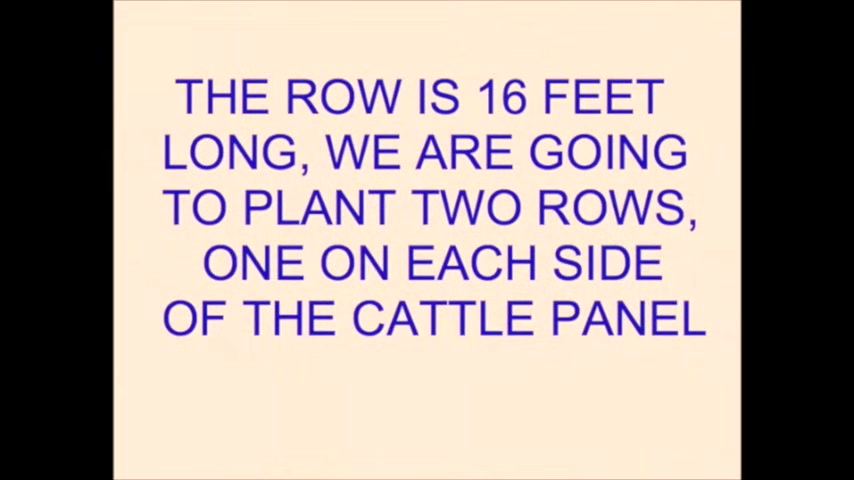 THE ROW IS 16 FEET
LONG, WE ARE GOING
TO PLANT TWO ROWS,
ONE ON EACH SIDE
OF THE CATTLE PANEL